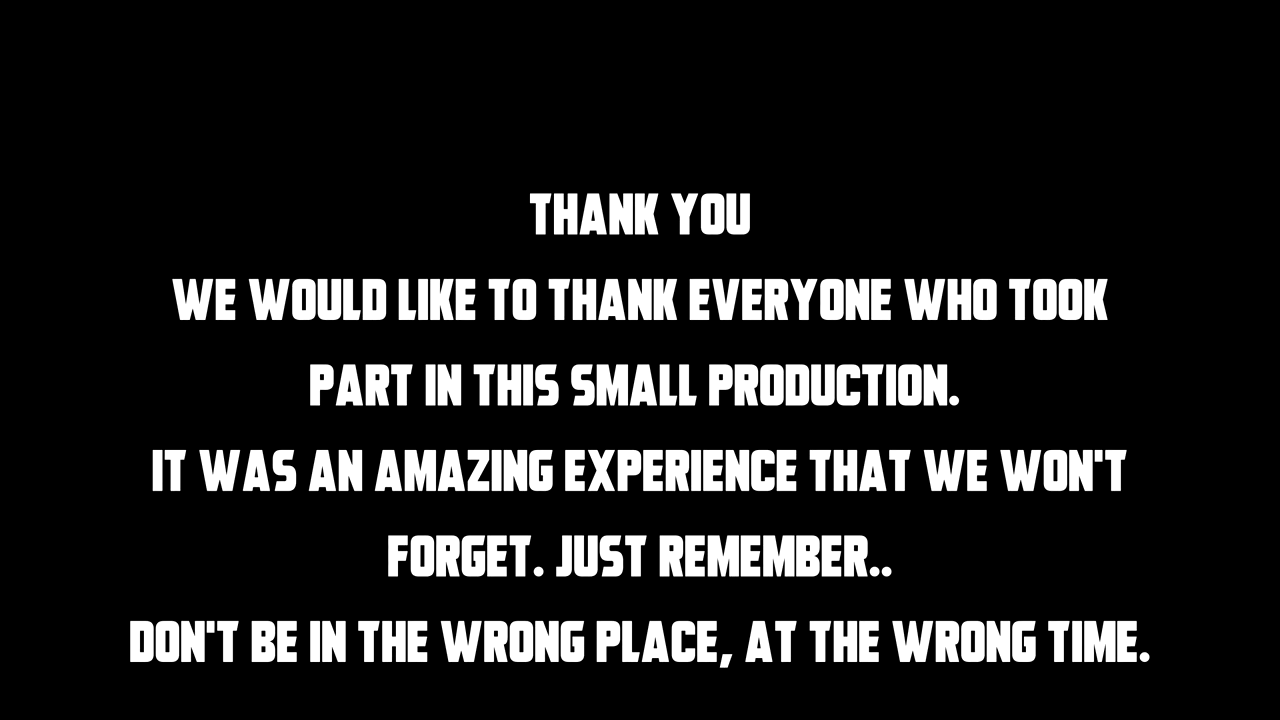 THANK YOU
WE WOULD LIKE TO THANK EVERYONE WHO TOOK
PART IN THIS SMALL PRODUCTION.
IT WAS AN AMAZING EXPERIENCE THAT WE WON'T
FORGET. JUST REMEMBER..
DON'T BE IN THE WRONG PLACE, AT THE WRONG TIME.